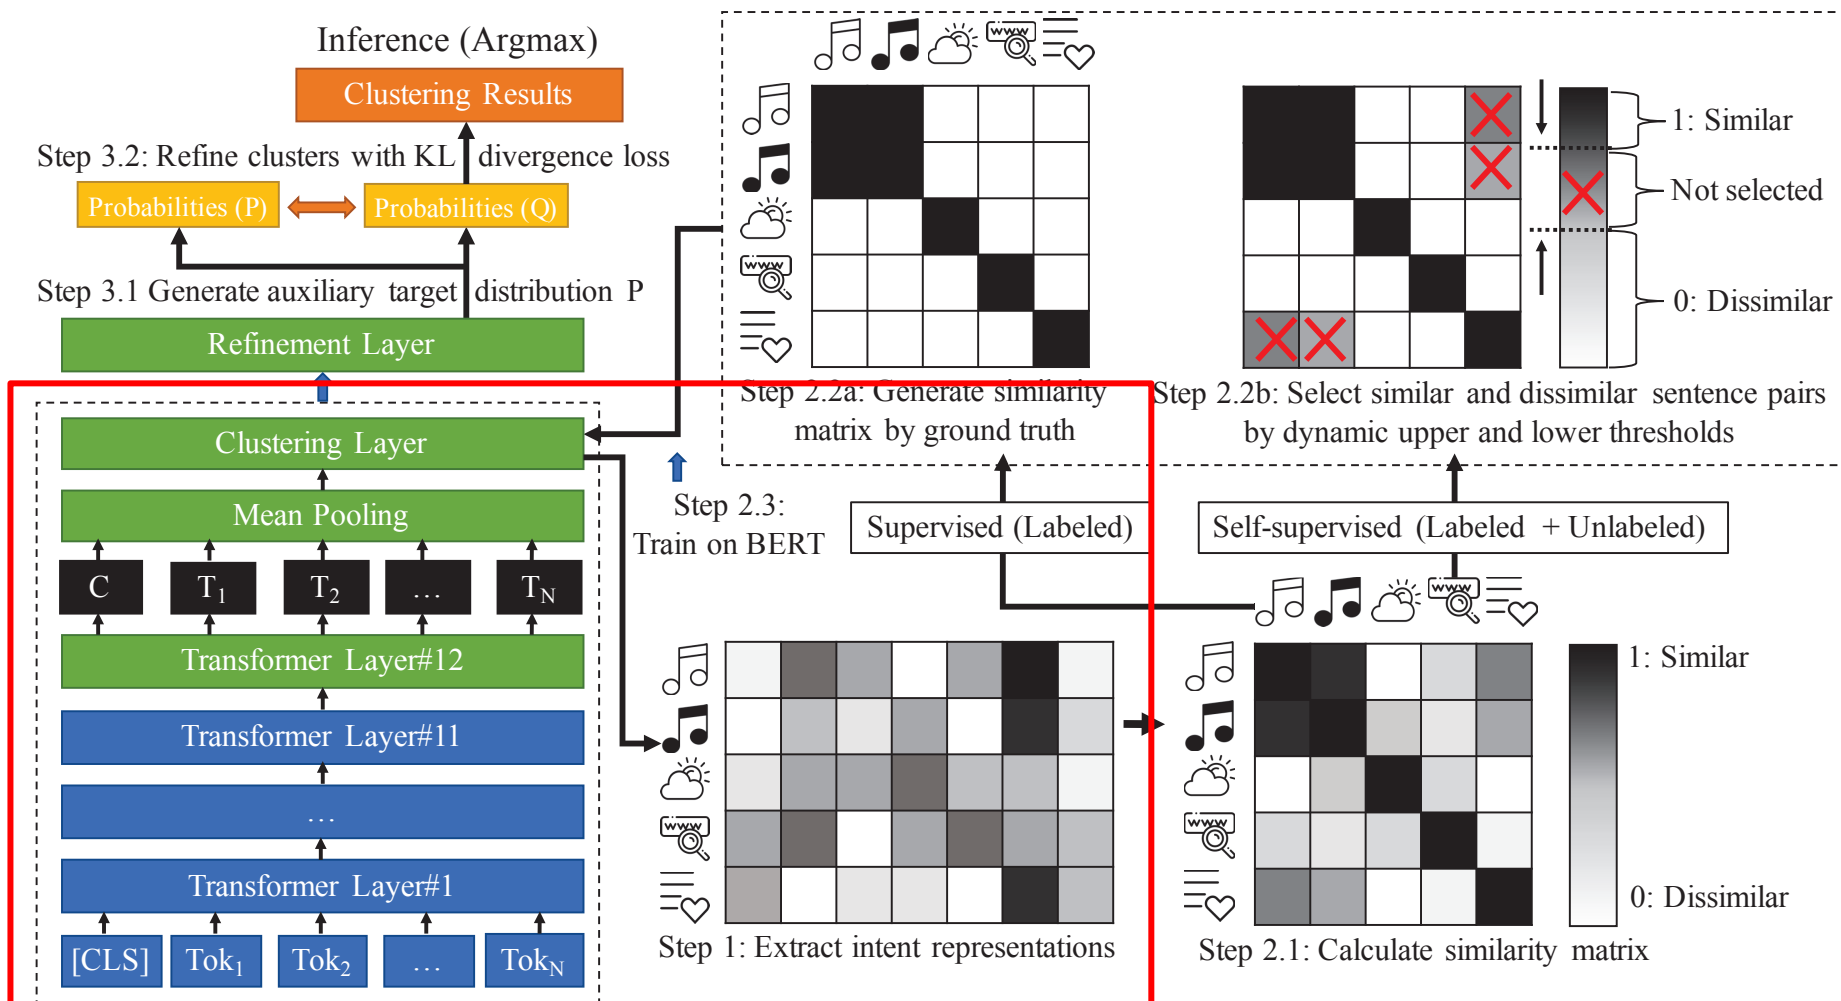 Inference (Argmax)
Clustering Results
Step 3.2: Refine clusters with KL divergence loss
Probabilities (P)
Probabilities (Q)
Step 3.1 Generate auxiliary target distribution P
Refinement Layer
Clustering Layer
Mean Pooling
C
T1
T2
...
TN
Transformer Layer#12
Transformer Layer#11
...
Transformer Layer#1
[CLS]
Tok1
Tok2
...
TokN
www
www
Step 2.2a: Generate similarity
matrix by ground truth
1: Similar
Not selected
0: Dissimilar
Step 2.2b: Select similar and dissimilar sentence pairs
by dynamic upper and lower thresholds
Step 2.3:
Train on BERT
Supervised (Labeled)
Self-supervised (Labeled + Unlabeled)
www
Step 1: Extract intent representations
www
www
1: Similar
0: Dissimilar
Step 2.1: Calculate similarity matrix